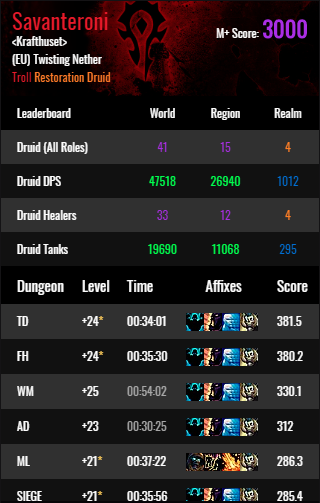 Savanteroni
M+ Score: 3000
<Krafthuset>
(EU) Twisting Nether
Troll Restoration Druid
Leaderboard World Region Realm
Druid (All Roles) 41 15 4
Druid DPS 47518 26940 1012
Druid Healers 33 12 4
Druid Tanks 19690 11068 295
Dungeon Level Time Affixes Score
TD +24* 00:34:01 381.5
FH +24* 00:35:30 380.2
WM +25 00:54:02 330.1
AD +23 00:30:25 312
ML +21* 00:37:22 286.3
SIEGE +21* 00:35:56 285.4